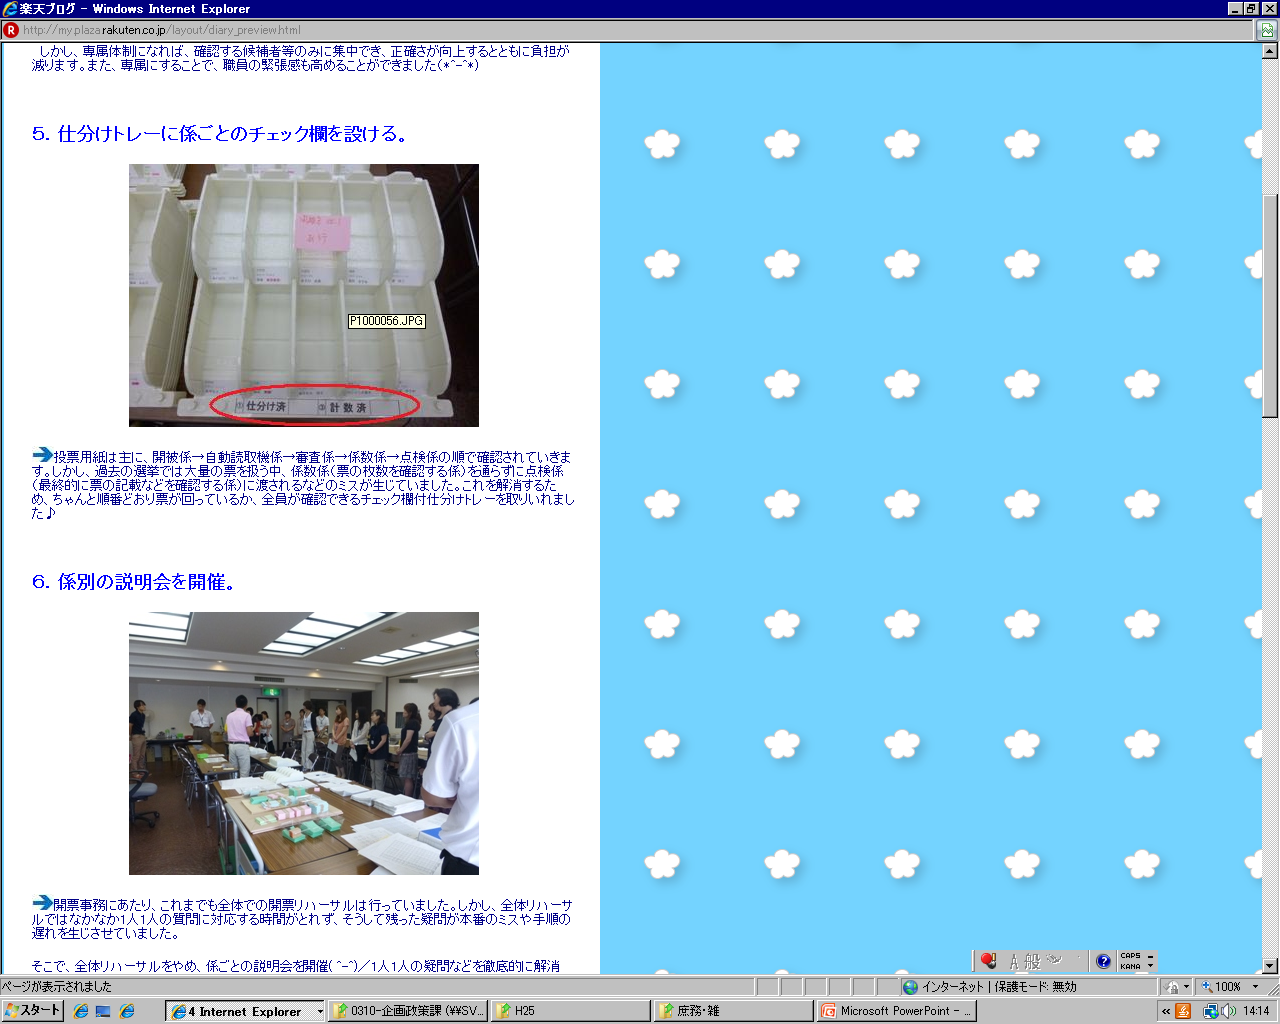 楽天ブログ - Windows Internet Explorer
http://myplaza.rakuten.co.jp/layout/diary_preview.html
しかし、専属体制になれば、確認する候補者等のみに集中でき、正確さが向上するとともに負担が
減ります。また、専属にすることで、職員の緊張感も高めることができました(*^-^*)
5. 仕分けトレーに係ごとのチェック欄を設ける。
P1000056.JPG
仕分け済 計数済
投票用紙は主に、開披係→自動読取機係→審査係→係数係→点検係の順で確認されていきま
す。しかし、過去の選挙では大量の票を扱う中、係数係(票の枚数を確認する係)を通らずに点検係
(最終的に票の記載などを確認する係)に渡されるなどのミスが生じていました。これを解消するた
め、ちゃんと順番どおり票が回っているか、全員が確認できるチェック欄付仕分けトレーを取りいれまし
た♪
6. 係別の説明会を開催。
開票事務にあたり、これまでも全体での開票リハーサルは行っていました。しかし、全体リハーサ
ルではなかなか1人1人の質問に対応する時間がとれず、そうして残った疑問が本番のミスや手順の
遅れを生じさせていました。
そこで、全体リハーサルをやめ、係ごとの説明会を開催(^-^)/1人1人の疑問などを徹底的に解消
A 般
CAPS
KANA
ページが表示されました
インターネット | 保護モード: 無効
100%
スタート
4 Internet Explorer
0310-企画政策課 (\\SV...
H25
庶務・雑
Microsoft PowerPoint - ...
14:14